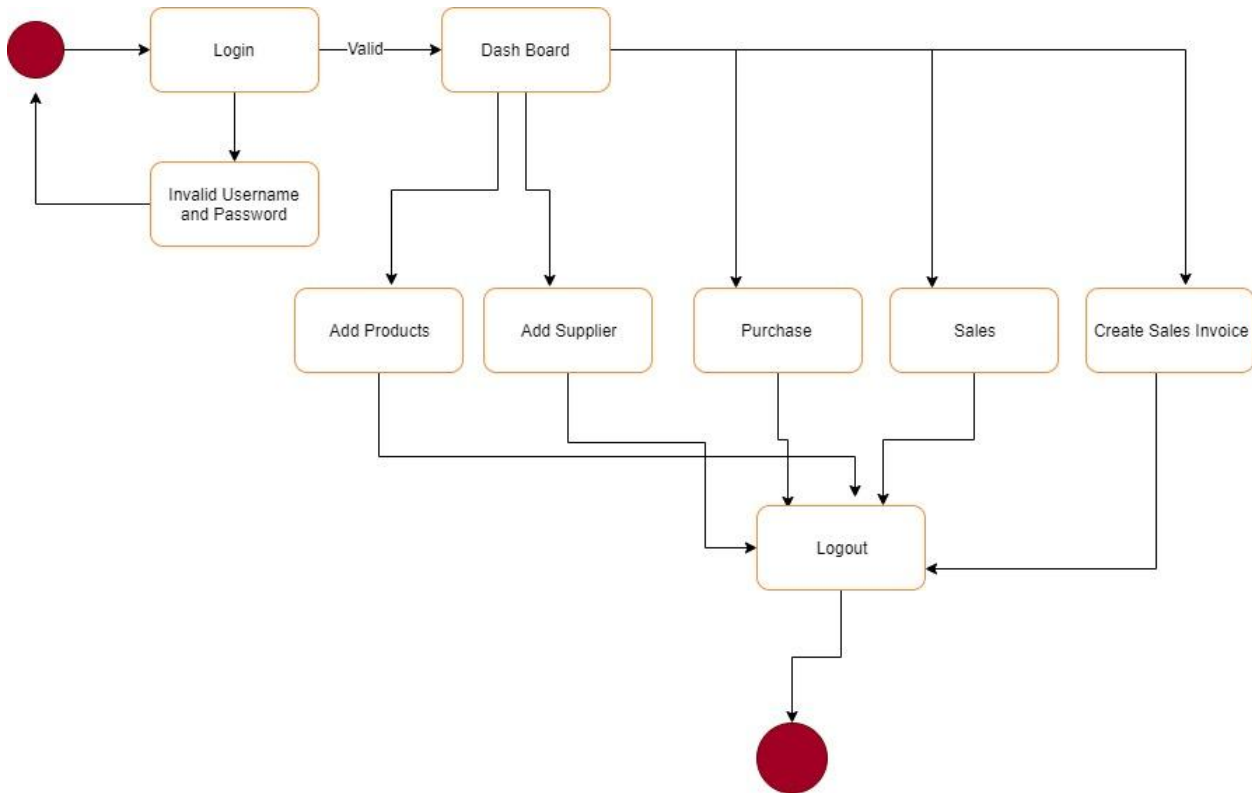 Login
Valid
Dash Board
Invalid Username
and Password
Add Products
Add Supplier
Purchase
Sales
Create Sales Invoice
Logout